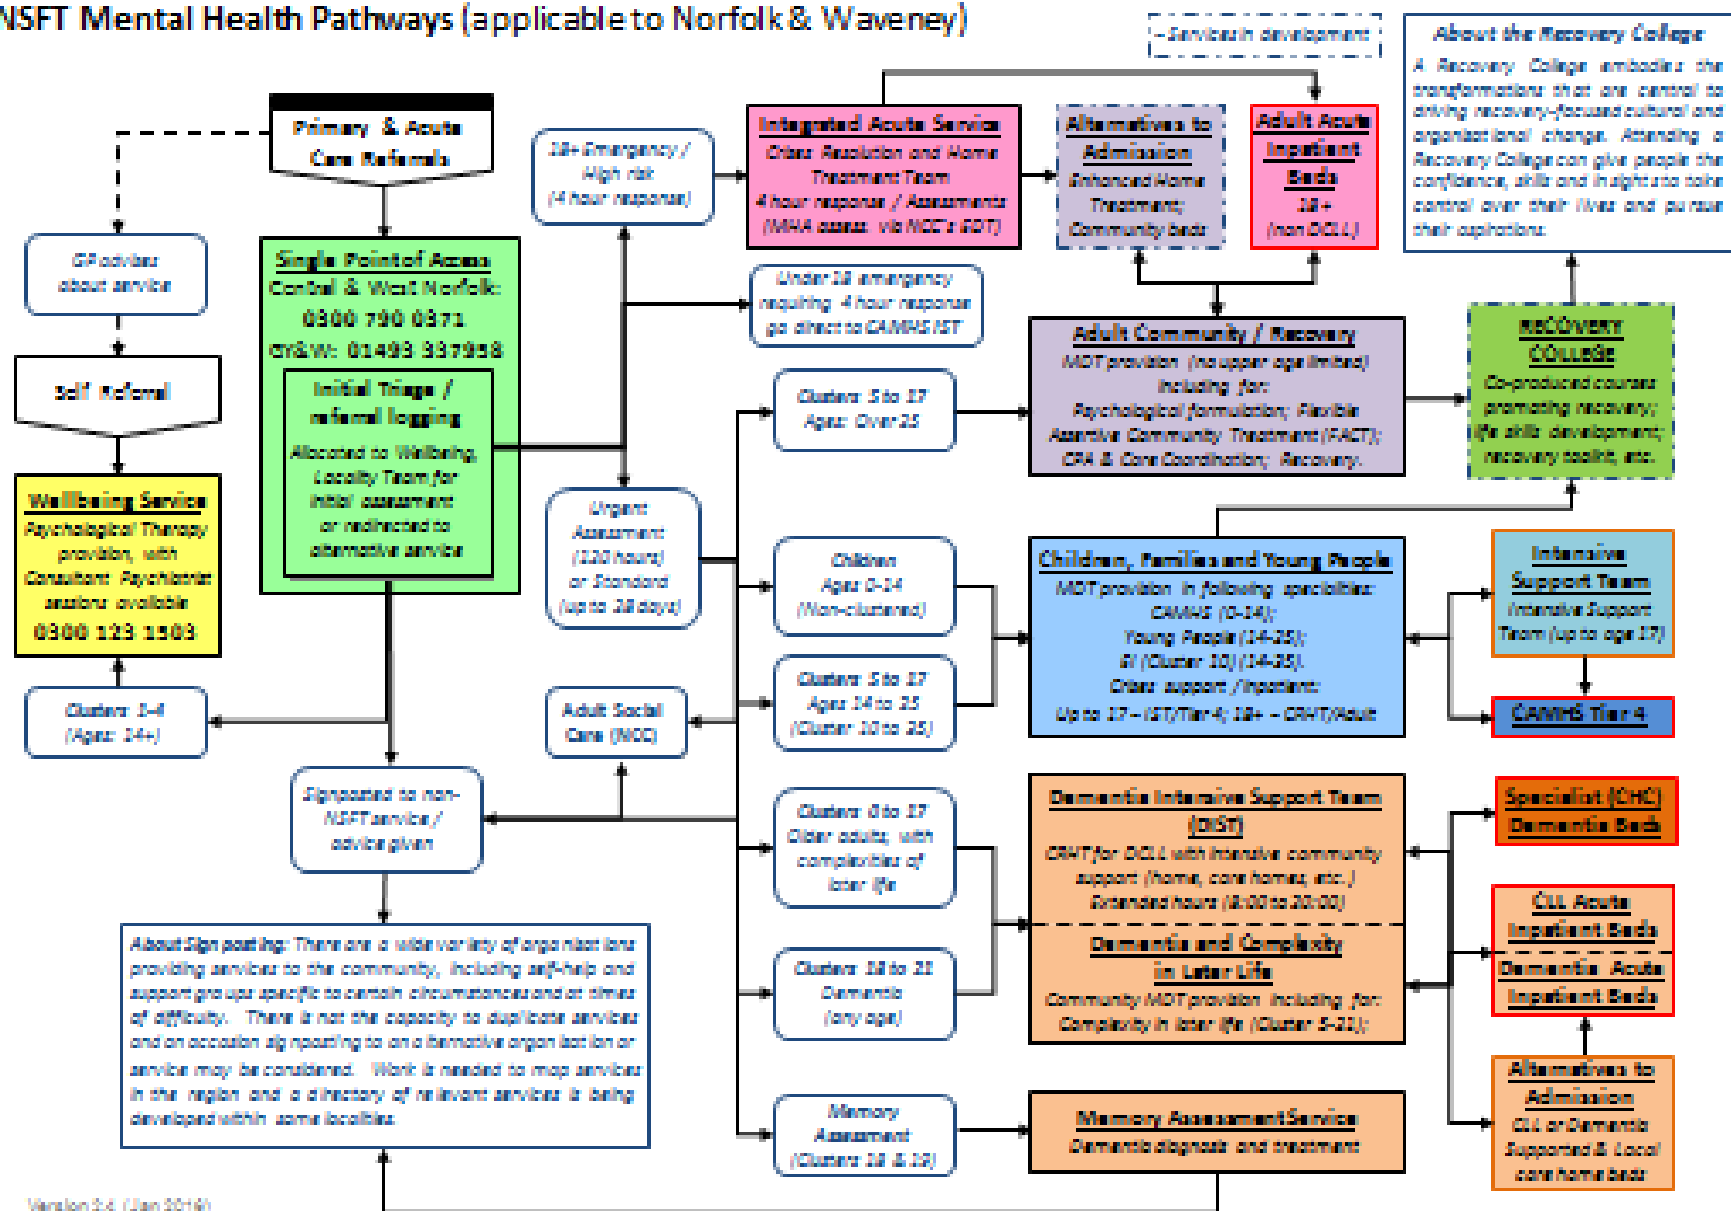 NSFT Mental Health Pathways (applicable to Norfolk & Waveney)
- Services in development
About the Recovery College
A Recovery College embodies the
transformations that are central to
driving recovery-focused cultural and
organisational change. Attending a
Recovery College can give people the
confidence, skills and insights to take
control over their lives and pursue
their aspirations.
Primary & Acute
Care Referrals
18+ Emergency /
High risk
(4 hour response)
Integrated Acute Service
Crisis Resolution and Home
Treatment Team
4 hour response / Assessments
(MHA assess. via NCC's EDT)
Alternatives to
Admission
Enhanced Home
Treatment;
Community beds
Adult Acute
Inpatient
Beds
18+
(non DCLL)
GP advises
about service
Single Point of Access
Central & West Norfolk:
0300 790 0371
GY&W: 01493 337958
Initial Triage /
referral logging
Allocated to Wellbeing,
Locality Team for
initial assessment
or redirected to
alternative service
Under 18 emergency
requiring 4 hour response
go direct to CAMHS IST
Adult Community / Recovery
MDT provision (no upper age limited)
including for:
Psychological formulation; Flexible
Assertive Community Treatment (FACT);
CPA & Care Coordination; Recovery.
RECOVERY
COLLEGE
Co-produced courses
promoting recovery;
life skills development;
recovery toolkit, etc.
Self Referral
Clusters 5 to 17
Ages: Over 25
Wellbeing Service
Psychological Therapy
provision, with
Consultant Psychiatrist
sessions available
0300 123 1503
Urgent
Assessment
(120 hours)
or Standard
(up to 28 days)
Children
Ages 0-14
(Non-clustered)
Children, Families and Young People
MDT provision in following specialties:
CAMHS (0-14);
Young People (14-25);
EI (Cluster 10) (14-35).
Crisis support / Inpatient:
Up to 17 – IST/Tier 4; 18+ – CRHT/Adult
Intensive
Support Team
Intensive Support
Team (up to age 17)
Clusters 1-4
(Ages: 14+)
Adult Social
Care (NCC)
Clusters 5 to 17
Ages 14 to 25
(Cluster 10 to 35)
CAMHS Tier 4
Signposted to non-
NSFT service /
advice given
Clusters 0 to 17
Older adults, with
complexities of
later life
Dementia Intensive Support Team
(DIST)
CRHT for DCLL with intensive community
support (home, care homes, etc.)
Extended hours (8:00 to 20:00)
Specialist (CHC)
Dementia Beds
Dementia and Complexity
in Later Life
Community MDT provision including for:
Complexity in later life (Cluster 5-21);
CLL Acute
Inpatient Beds
Dementia Acute
Inpatient Beds
About Signposting: There are a wide variety of organisations
providing services to the community, including self-help and
support groups specific to certain circumstances and at times
of difficulty. There is not the capacity to duplicate services
and on occasion signposting to an alternative organisation or
service may be considered. Work is needed to map services
in the region and a directory of relevant services is being
developed within some localities.
Clusters 18 to 21
Dementia
(any age)
Memory
Assessment
(Clusters 18 & 19)
Memory Assessment Service
Dementia diagnosis and treatment
Alternatives to
Admission
CLL or Dementia
Supported & Local
care home beds
Version 2.6 (Jan 2016)